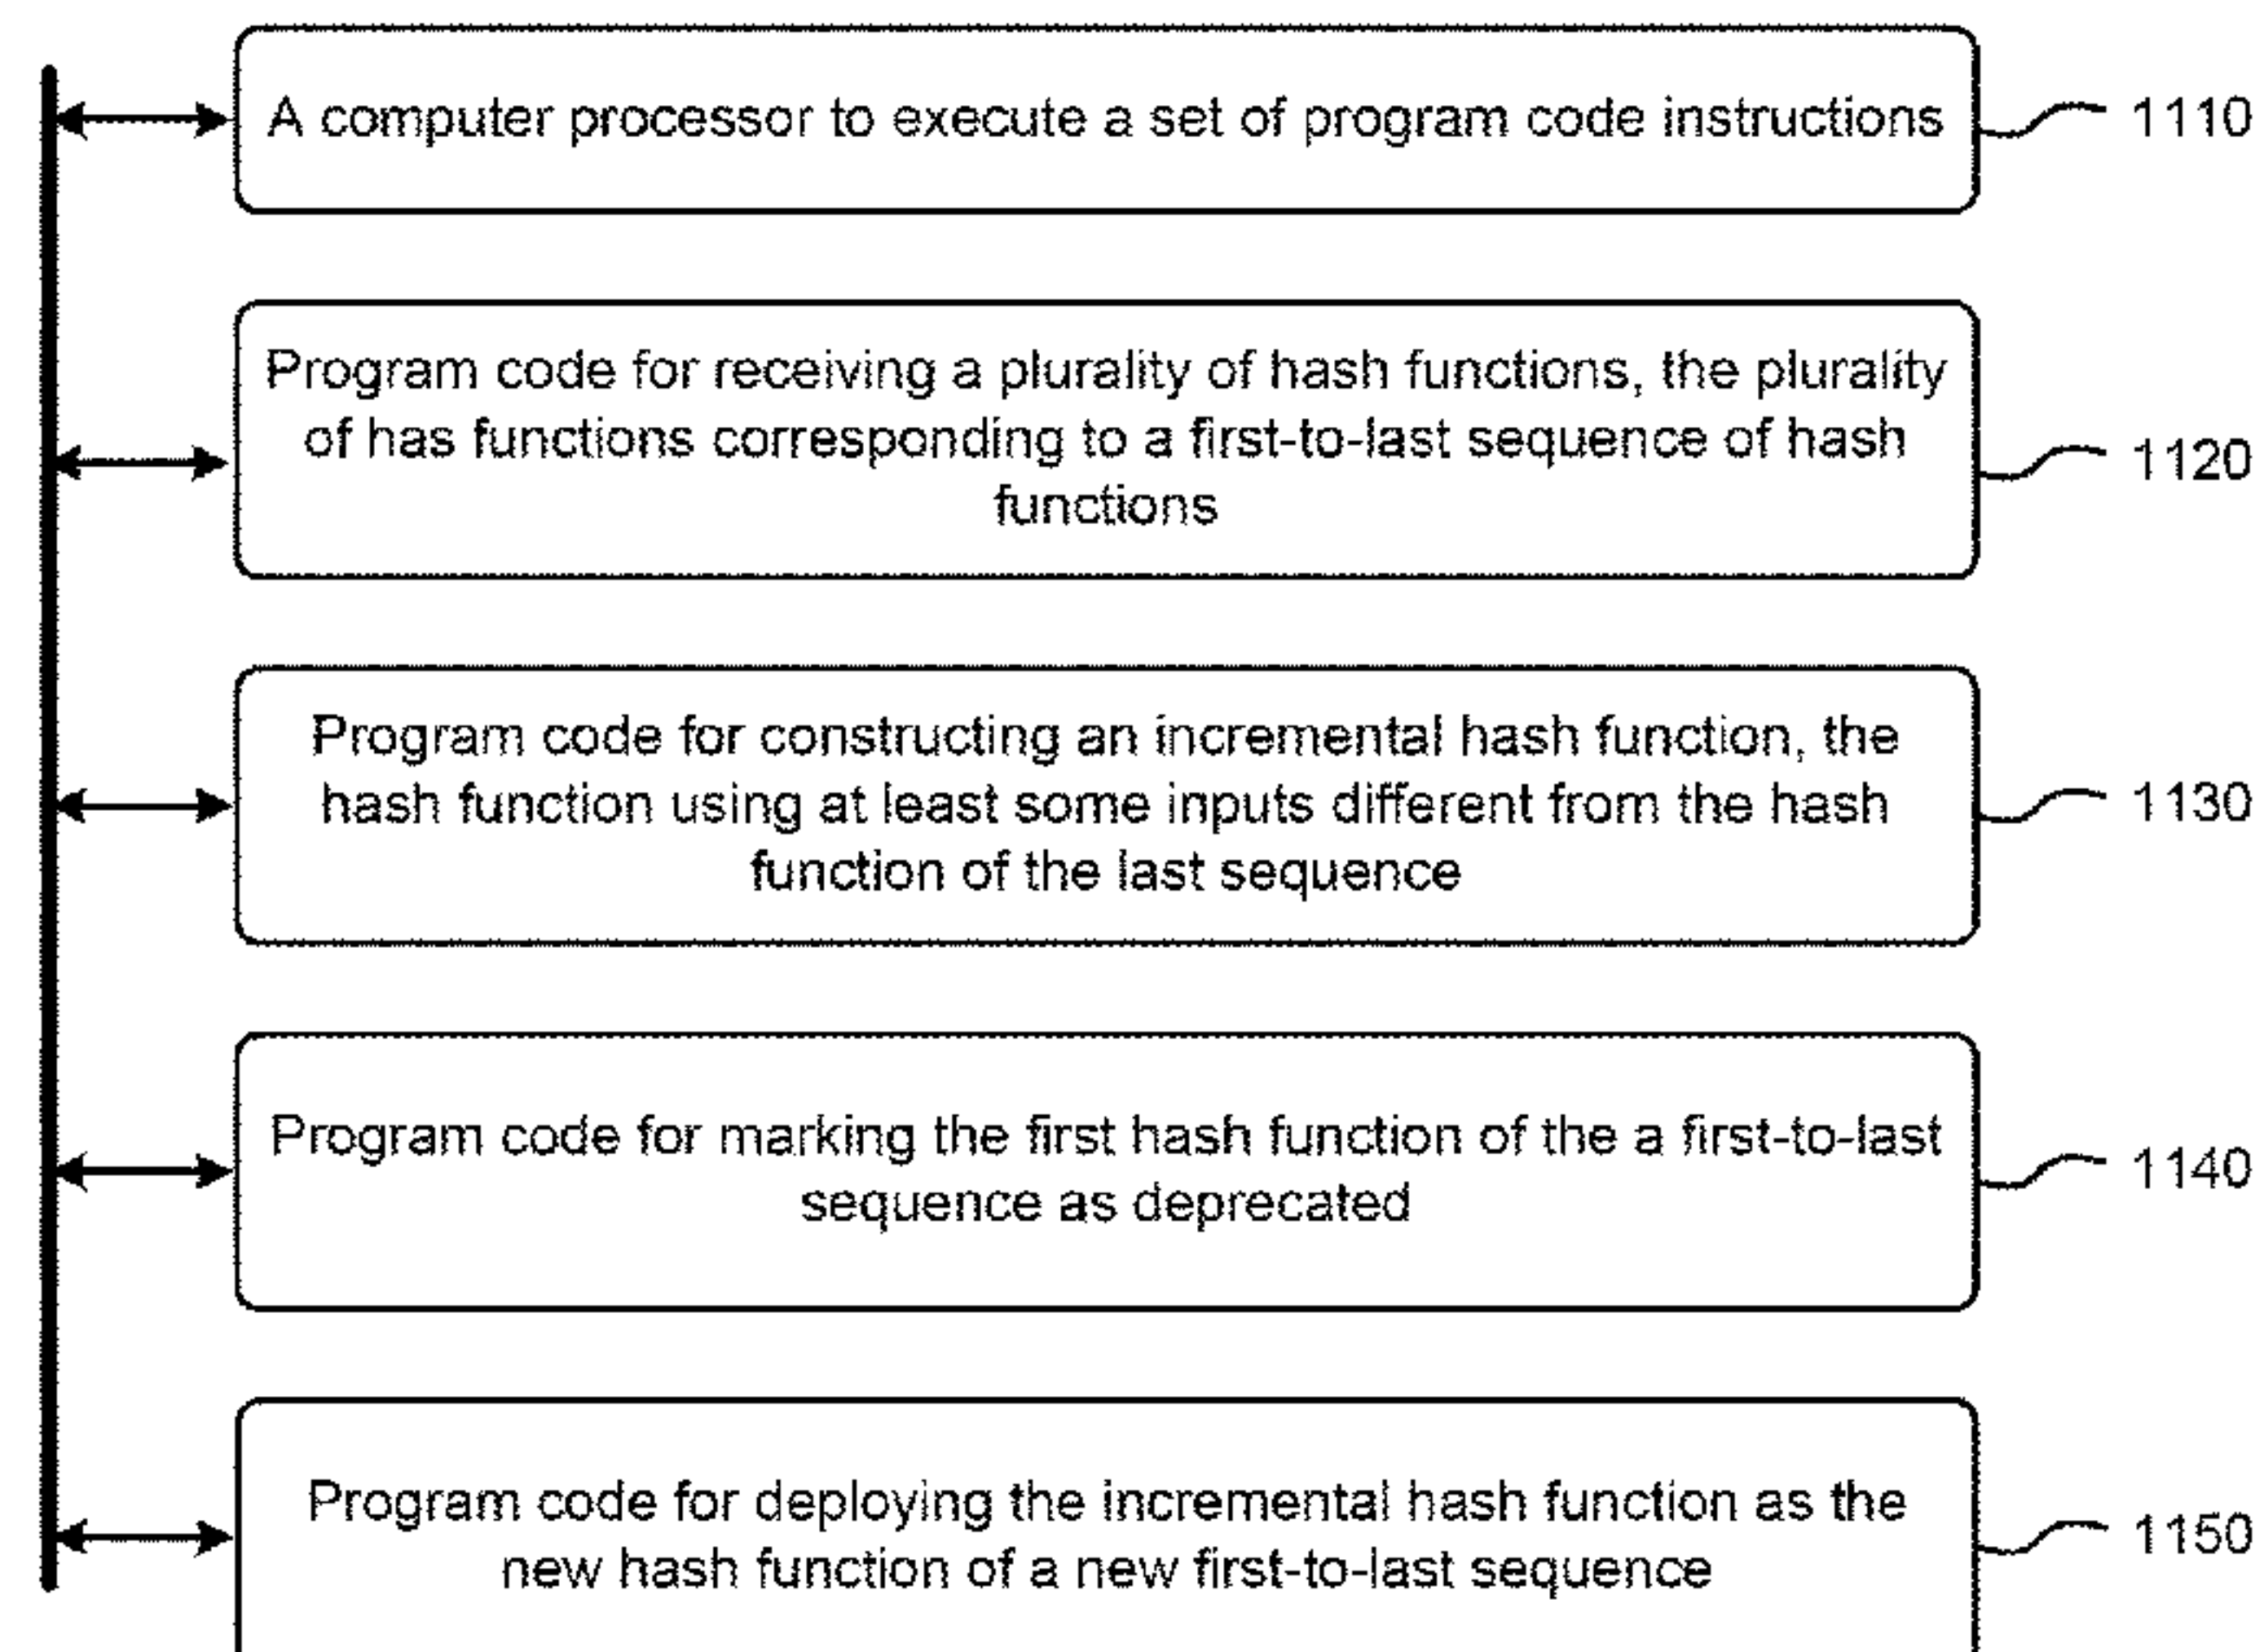 A computer processor to execute a set of program code instructions
1110
Program code for receiving a plurality of hash functions, the plurality
of has functions corresponding to a first-to-last sequence of hash
functions
1120
Program code for constructing an incremental hash function, the
hash function using at least some inputs different from the hash
function of the last sequence
1130
Program code for marking the first hash function of the a first-to-last
sequence as deprecated
1140
Program code for deploying the incremental hash function as the
new hash function of a new first-to-last sequence
1150